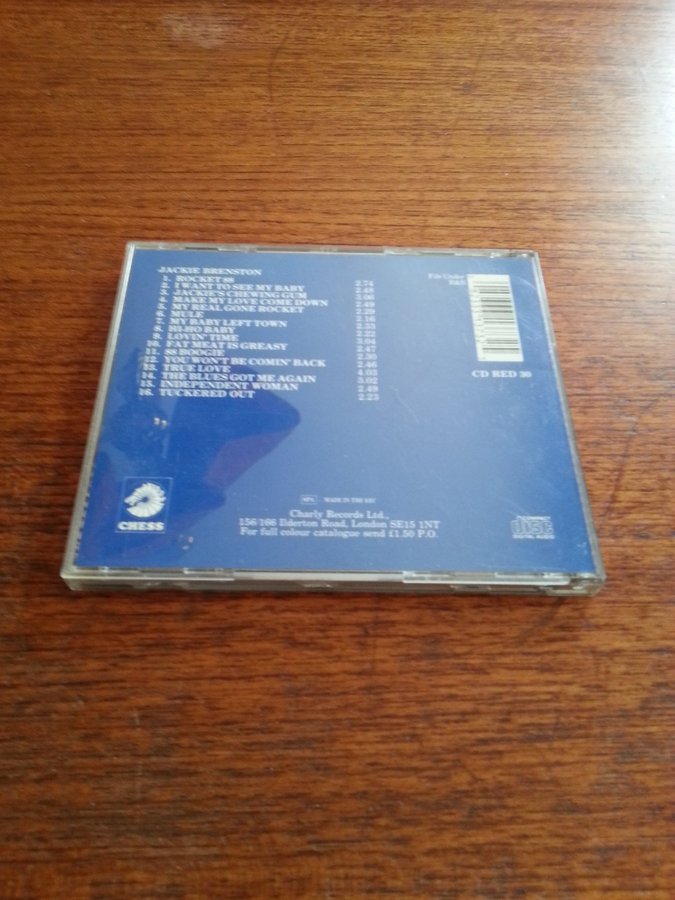 JACKIE BRENSTON
1. ROCKET 88 2.74
2. I WANT TO SEE MY BABY 2.48
3. JACKIE'S CHEWING GUM 3.06
4. MAKE MY LOVE COME DOWN 2.49
5. MY REAL GONE ROCKET 2.29
6. MULE 2.16
7. MY BABY LEFT TOWN 2.33
8. HI-HO BABY 2.22
9. LOVIN' TIME 3.04
10. FAT MEAT IS GREASY 2.47
11. 88 BOOGIE 2.30
12. YOU WON'T BE COMIN' BACK 2.46
13. TRUE LOVE 4.03
14. THE BLUES GOT ME AGAIN 3.02
15. INDEPENDENT WOMAN 2.49
16. TUCKERED OUT 2.23
File Under
R&B
CD RED 30
CHESS
MADE IN THE
Charly Records Ltd.,
156/166 Ilderton Road, London SE15 1NT
For full colour catalogue send £1.50 P.O.
COMPACT
disc
DIGITAL AUDIO